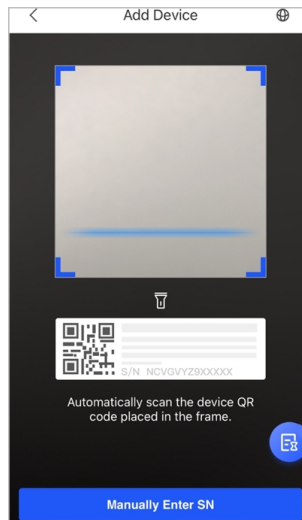 Add Device
S/N NCVGVYZ9XXXXX
Automatically scan the device QR
code placed in the frame.
Manually Enter SN